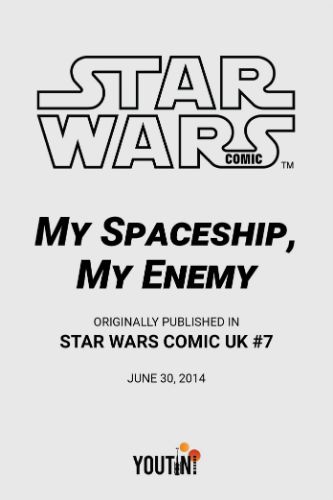 STAR
WARS
COMIC
TM
MY SPACESHIP,
MY ENEMY
ORIGINALLY PUBLISHED IN
STAR WARS COMIC UK #7
JUNE 30, 2014
YOUTINI